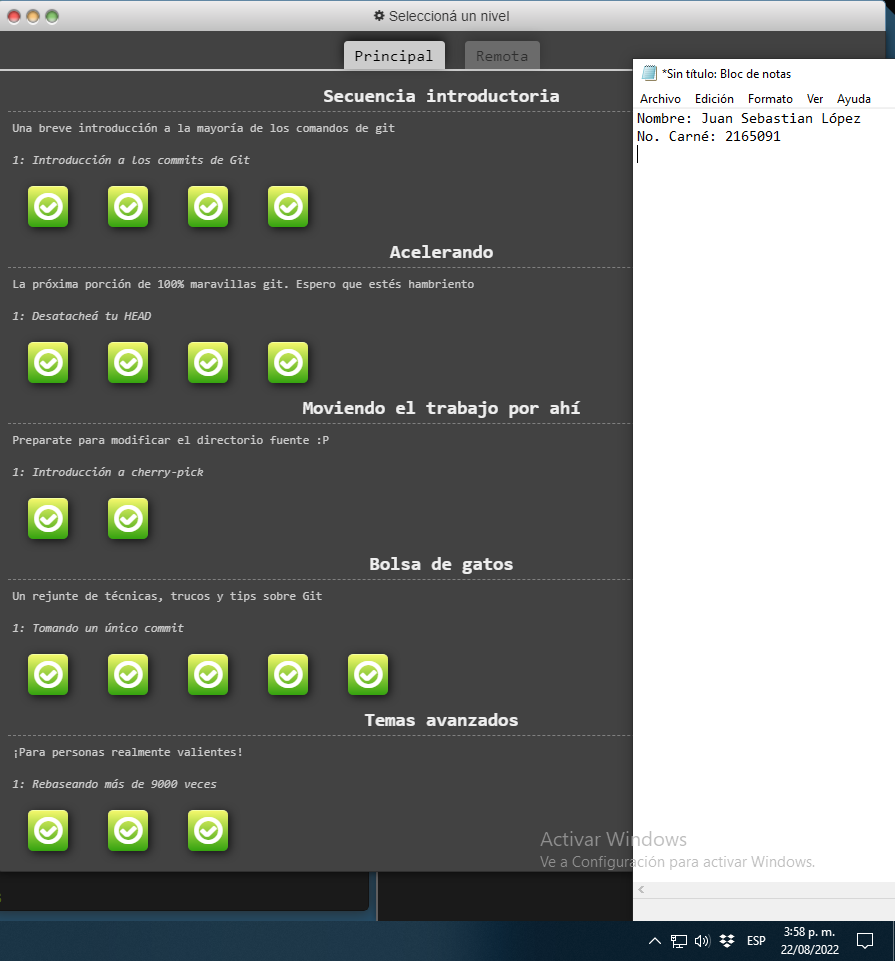 Seleccioná un nivel
Principal
Remota
Secuencia introductoria
Una breve introducción a la mayoría de los comandos de git
1: Introducción a los commits de Git
Acelerando
La próxima porción de 100% maravillas git. Espero que estés hambriento
1: Desatacheá tu HEAD
Moviendo el trabajo por ahí
Preparate para modificar el directorio fuente :P
1: Introducción a cherry-pick
Bolsa de gatos
Un rejunte de técnicas, trucos y tips sobre Git
1: Tomando un único commit
Temas avanzados
¡Para personas realmente valientes!
1: Rebaseando más de 9000 veces
*Sin título: Bloc de notas
Archivo Edición Formato Ver Ayuda
Nombre: Juan Sebastian López
No. Carné: 2165091
Activar Windows
Ve a Configuración para activar Windows.
ESP
3:58 p. m.
22/08/2022